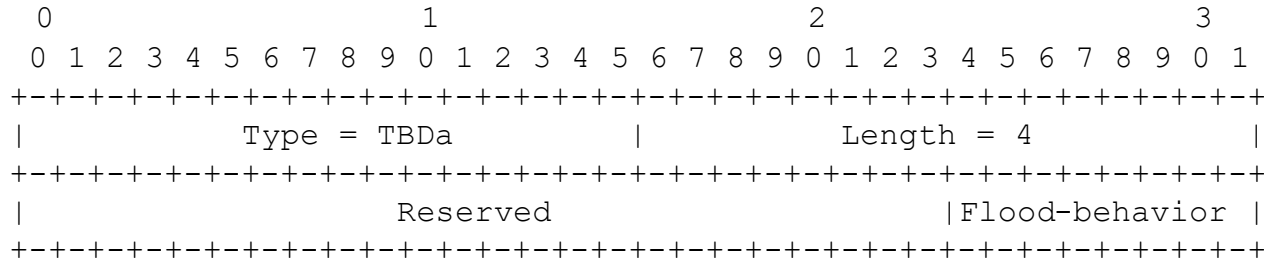 0                   1                   2                   3
 0 1 2 3 4 5 6 7 8 9 0 1 2 3 4 5 6 7 8 9 0 1 2 3 4 5 6 7 8 9 0 1
+-+-+-+-+-+-+-+-+-+-+-+-+-+-+-+-+-+-+-+-+-+-+-+-+-+-+-+-+-+-+-+-+
|           Type = TBDa         |          Length = 4           |
+-+-+-+-+-+-+-+-+-+-+-+-+-+-+-+-+-+-+-+-+-+-+-+-+-+-+-+-+-+-+-+-+
|                   Reserved                    |Flood-behavior |
+-+-+-+-+-+-+-+-+-+-+-+-+-+-+-+-+-+-+-+-+-+-+-+-+-+-+-+-+-+-+-+-+